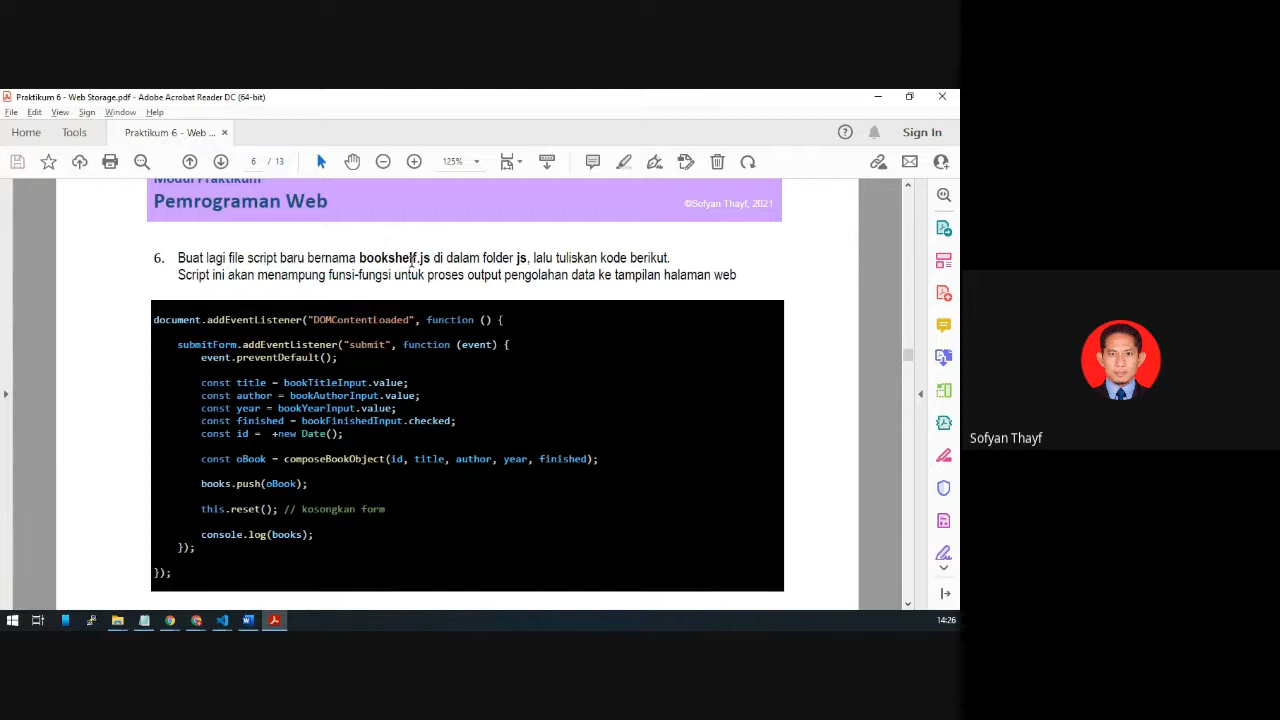 Praktikum 6 - Web Storage.pdf - Adobe Acrobat Reader DC (64-bit)
File Edit View Sign Window Help
Home Tools Praktikum 6 - Web ... × Sign In
6 / 13 125%
Modul Praktikum
Pemrograman Web
©Sofyan Thayf, 2021
6. Buat lagi file script baru bernama bookshelf.js di dalam folder js, lalu tuliskan kode berikut.
Script ini akan menampung funsi-fungsi untuk proses output pengolahan data ke tampilan halaman web
document.addEventListener("DOMContentLoaded", function () {
submitForm.addEventListener("submit", function (event) {
event.preventDefault();
const title = bookTitleInput.value;
const author = bookAuthorInput.value;
const year = bookYearInput.value;
const finished = bookFinishedInput.checked;
const id = +new Date();
const oBook = composeBookObject(id, title, author, year, finished);
books.push(oBook);
this.reset(); // kosongkan form
console.log(books);
});
});
Sofyan Thayf
14:26